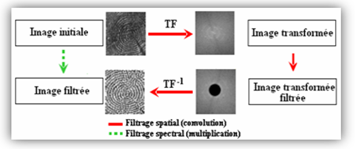 TF
Image initiale
Image transformée
Image filtrée
TF-1
Image transformée
filtrée
Filtrage spatial (convolution)
Filtrage spectral (multiplication)